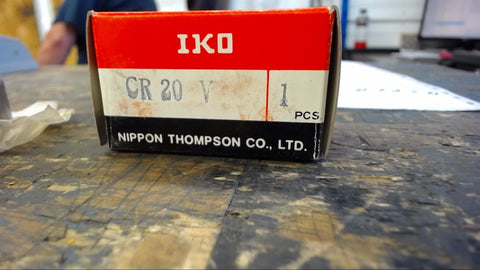 IKO
CR 20 V 1
PCS
NIPPON THOMPSON CO., LTD.